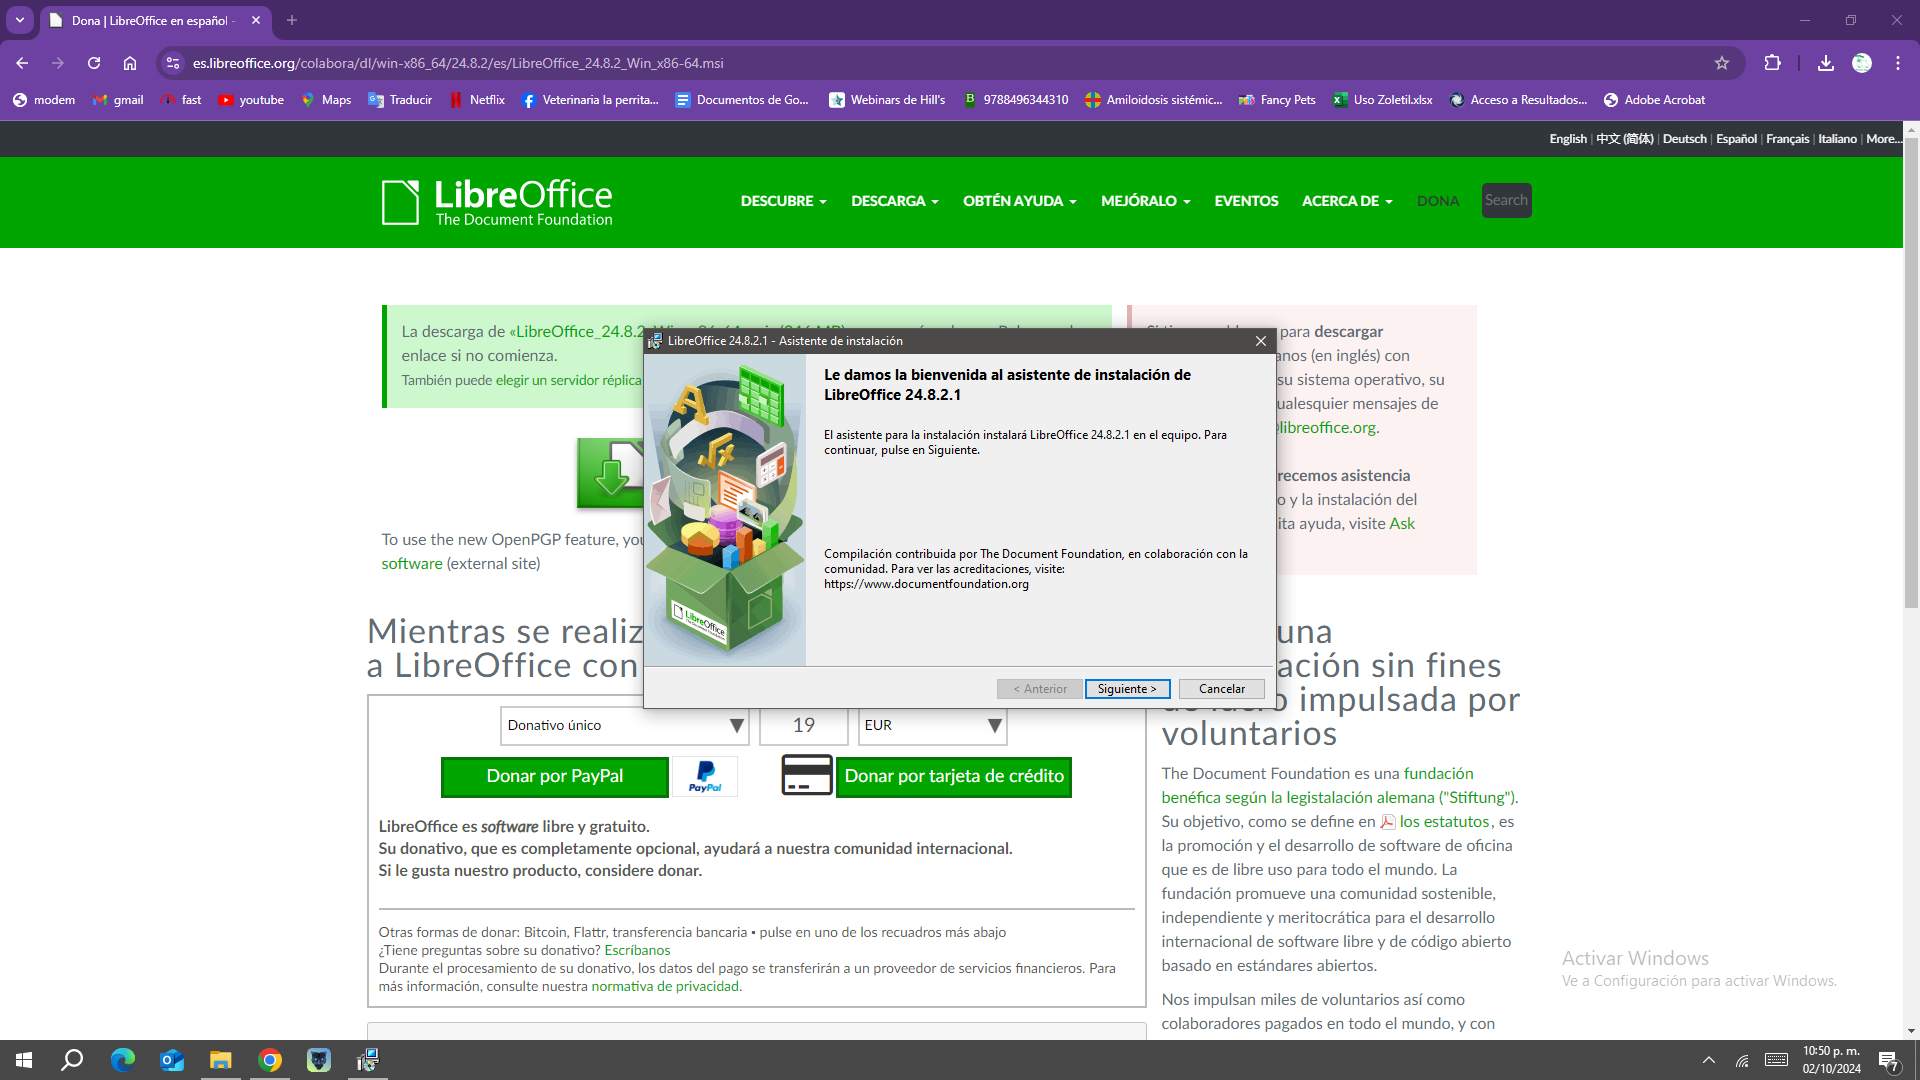 Dona | LibreOffice en español -
es.libreoffice.org/colabora/dl/win-x86_64/24.8.2/es/LibreOffice_24.8.2_Win_x86-64.msi
modem gmail fast youtube Maps Traducir Netflix Veterinaria la perrita... Documentos de Go... Webinars de Hill's 9788496344310 Amiloidosis sistémic... Fancy Pets Uso Zoletil.xlsx Acceso a Resultados... Adobe Acrobat
English | 中文 (简体) | Deutsch | Español | Français | Italiano | More...
LibreOffice
The Document Foundation
DESCUBRE DESCARGA OBTÉN AYUDA MEJÓRALO EVENTOS ACERCA DE DONA Search
La descarga de «LibreOffice_24.8.2
enlace si no comienza.
También puede elegir un servidor réplica
para descargar
anos (en inglés) con
su sistema operativo, su
ualesquier mensajes de
@libreoffice.org.
recemos asistencia
o y la instalación del
ita ayuda, visite Ask
To use the new OpenPGP feature, you
software (external site)
LibreOffice 24.8.2.1 - Asistente de instalación
Le damos la bienvenida al asistente de instalación de
LibreOffice 24.8.2.1
El asistente para la instalación instalará LibreOffice 24.8.2.1 en el equipo. Para
continuar, pulse en Siguiente.
Compilación contribuida por The Document Foundation, en colaboración con la
comunidad. Para ver las acreditaciones, visite:
https://www.documentfoundation.org
LibreOffice
The Document Foundation
< Anterior Siguiente > Cancelar
Mientras se realiz
a LibreOffice con
Donativo único 19 EUR
Donar por PayPal PayPal Donar por tarjeta de crédito
LibreOffice es software libre y gratuito.
Su donativo, que es completamente opcional, ayudará a nuestra comunidad internacional.
Si le gusta nuestro producto, considere donar.
Otras formas de donar: Bitcoin, Flattr, transferencia bancaria • pulse en uno de los recuadros más abajo
¿Tiene preguntas sobre su donativo? Escríbanos
Durante el procesamiento de su donativo, los datos del pago se transferirán a un proveedor de servicios financieros. Para
más información, consulte nuestra normativa de privacidad.
una
ación sin fines
de lucro impulsada por
voluntarios
The Document Foundation es una fundación
benéfica según la legistalación alemana ("Stiftung").
Su objetivo, como se define en los estatutos, es
la promoción y el desarrollo de software de oficina
que es de libre uso para todo el mundo. La
fundación promueve una comunidad sostenible,
independiente y meritocrática para el desarrollo
internacional de software libre y de código abierto
basado en estándares abiertos.
Nos impulsan miles de voluntarios así como
colaboradores pagados en todo el mundo, y con
Activar Windows
Ve a Configuración para activar Windows.
10:50 p. m.
02/10/2024
7